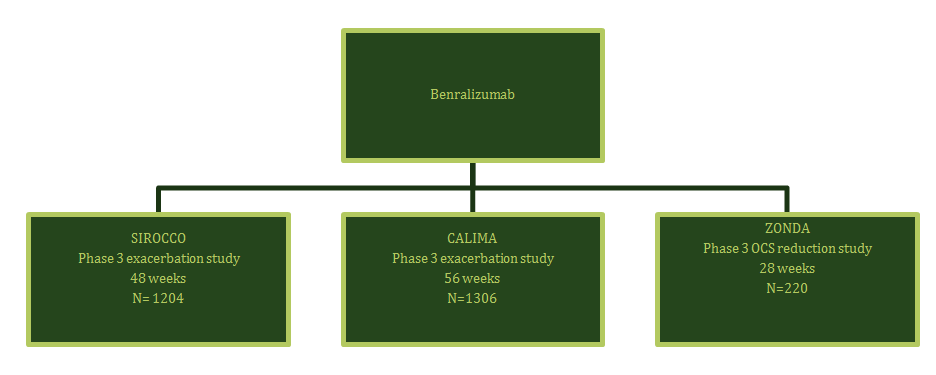 Benralizumab
SIROCCO
Phase 3 exacerbation study
48 weeks
N= 1204
CALIMA
Phase 3 exacerbation study
56 weeks
N=1306
ZONDA
Phase 3 OCS reduction study
28 weeks
N=220